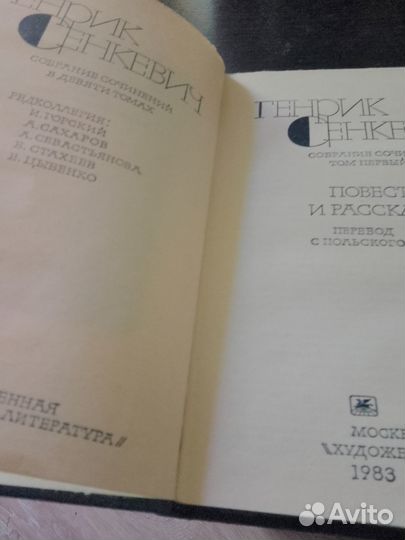 ГЕНРИК
СЕНКЕВИЧ
СОБРАНИЕ СОЧИНЕНИЙ
В ДЕВЯТИ ТОМАХ
РЕДКОЛЛЕГИЯ:
И. ГОРСКИЙ
А. САХАРОВ
А. СЕВАСТЬЯНОВА
Б. СТАХЕЕВ
Е. ЦЫБЕНКО
ЕННАЯ
ЛИТЕРАТУРА»
ГЕНРИК
СЕНКЕ
СОБРАНИЕ СОЧИ
ТОМ ПЕРВЫЙ
ПОВЕСТ
И РАССКА
ПЕРЕВОД
С ПОЛЬСКОГО
МОСКВ
«ХУДОЖЕ
1983
Avito